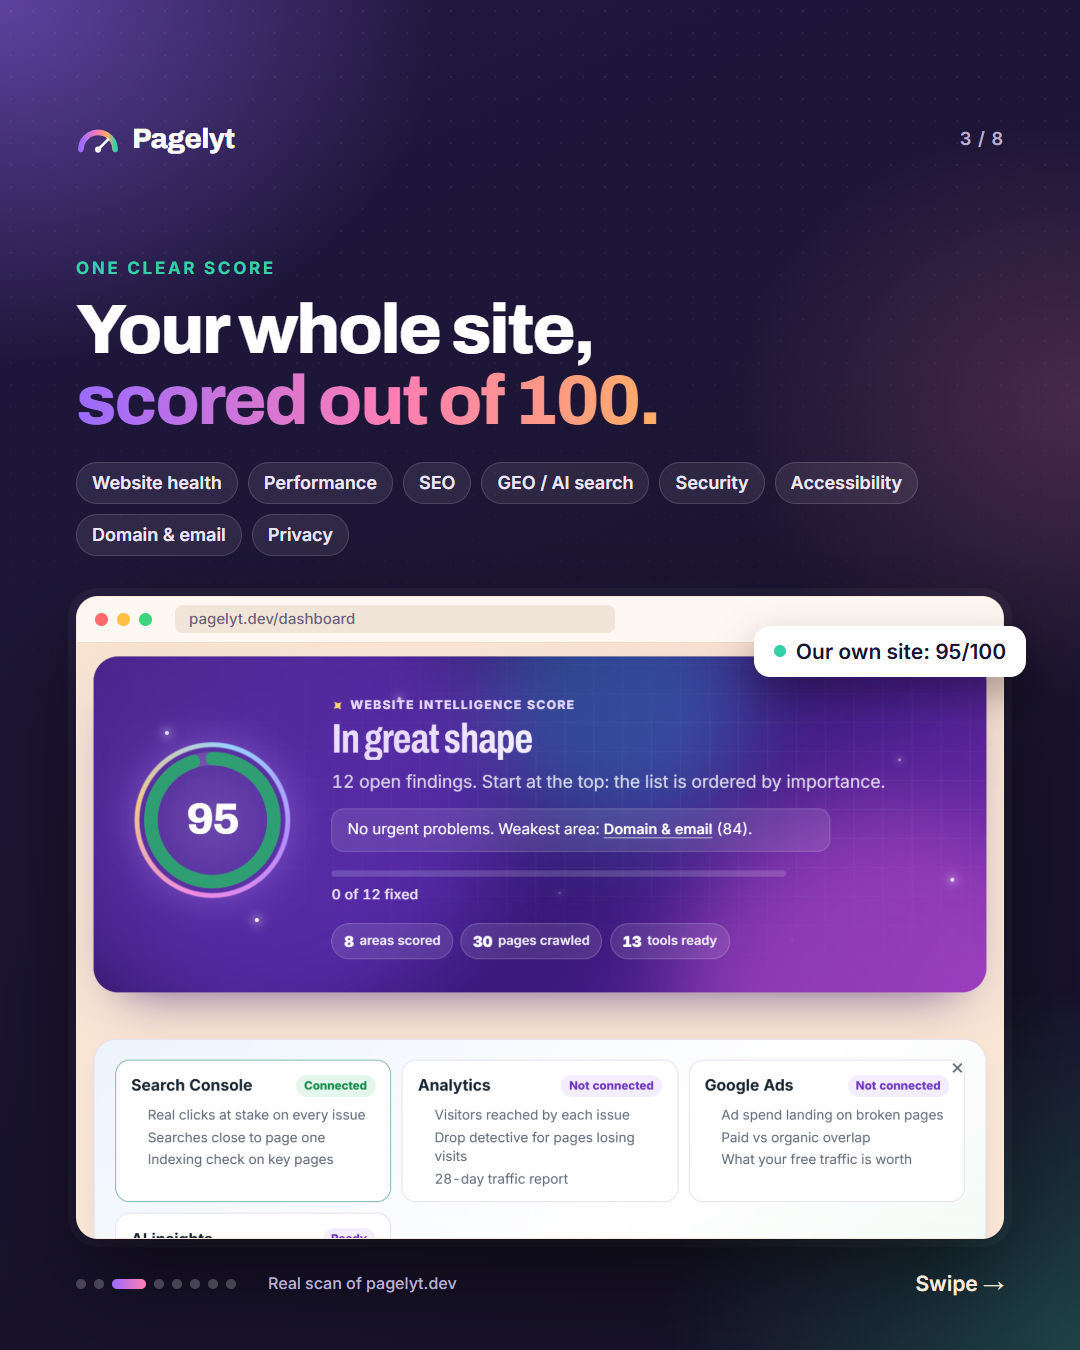 Pagelyt
3 / 8
ONE CLEAR SCORE
Your whole site,
scored out of 100.
Website health
Performance
SEO
GEO / AI search
Security
Accessibility
Domain & email
Privacy
pagelyt.dev/dashboard
Our own site: 95/100
WEBSITE INTELLIGENCE SCORE
In great shape
12 open findings. Start at the top: the list is ordered by importance.
95
No urgent problems. Weakest area: Domain & email (84).
0 of 12 fixed
8 areas scored
30 pages crawled
13 tools ready
Search Console
Connected
Real clicks at stake on every issue
Searches close to page one
Indexing check on key pages
Analytics
Not connected
Visitors reached by each issue
Drop detective for pages losing
visits
28-day traffic report
Google Ads
Not connected
Ad spend landing on broken pages
Paid vs organic overlap
What your free traffic is worth
AI insights
Ready
Real scan of pagelyt.dev
Swipe →